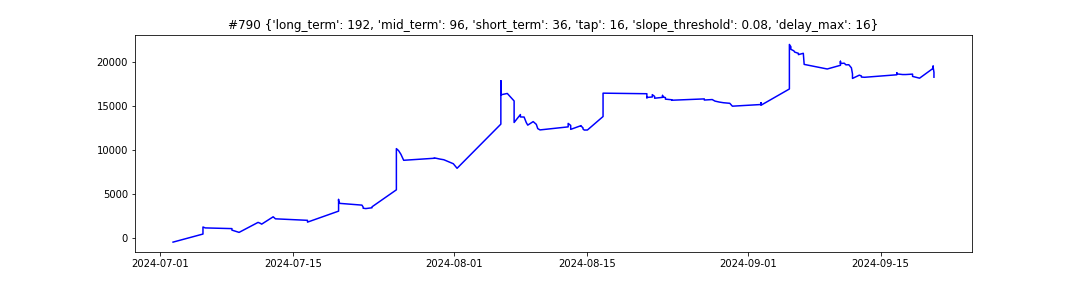 #790 {'long_term': 192, 'mid_term': 96, 'short_term': 36, 'tap': 16, 'slope_threshold': 0.08, 'delay_max': 16}
20000
15000
10000
5000
0
2024-07-01 2024-07-15 2024-08-01 2024-08-15 2024-09-01 2024-09-15